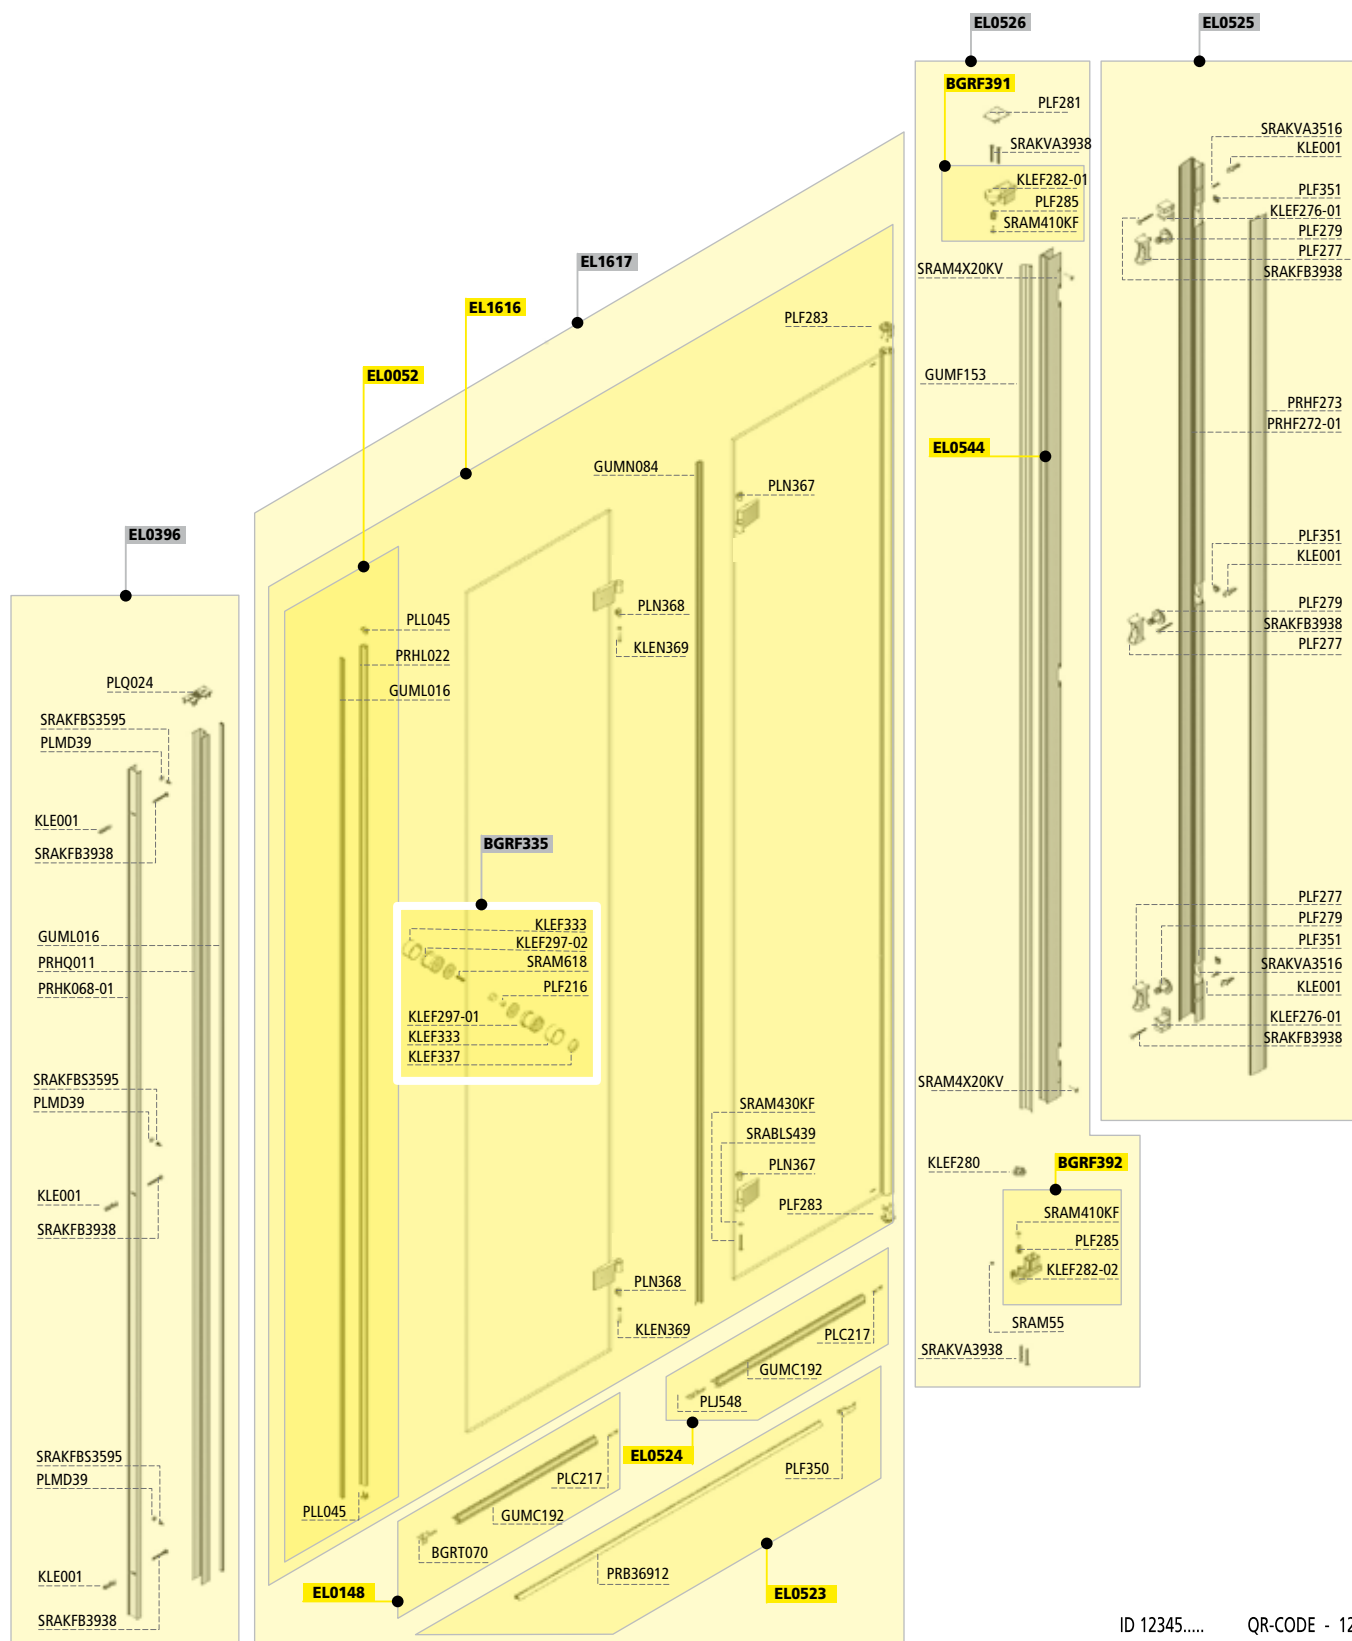 EL0526
EL0525
BGRF391
PLF281
SRAKVA3938
KLEF282-01
PLF285
SRAM410KF
SRAM4X20KV
GUMF153
EL0544
SRAM4X20KV
KLEF280
BGRF392
SRAM410KF
PLF285
KLEF282-02
SRAM55
SRAKVA3938
SRAKVA3516
KLE001
PLF351
KLEF276-01
PLF279
PLF277
SRAKFB3938
PRHF273
PRHF272-01
PLF351
KLE001
PLF279
SRAKFB3938
PLF277
PLF277
PLF279
PLF351
SRAKVA3516
KLE001
KLEF276-01
SRAKFB3938
EL1617
EL1616
EL0052
PLF283
GUMN084
PLN367
PLN368
KLEN369
PLL045
PRHL022
GUML016
BGRF335
KLEF333
KLEF297-02
SRAM618
PLF216
KLEF297-01
KLEF333
KLEF337
SRAM430KF
SRABLS439
PLN367
PLF283
PLN368
KLEN369
PLL045
PLC217
GUMC192
PLJ548
EL0524
PLC217
GUMC192
BGRT070
EL0148
PLF350
PRB36912
EL0523
EL0396
PLQ024
SRAKFBS3595
PLMD39
KLE001
SRAKFB3938
GUML016
PRHQ011
PRHK068-01
SRAKFBS3595
PLMD39
KLE001
SRAKFB3938
SRAKFBS3595
PLMD39
KLE001
SRAKFB3938
ID 12345..... QR-CODE - 12